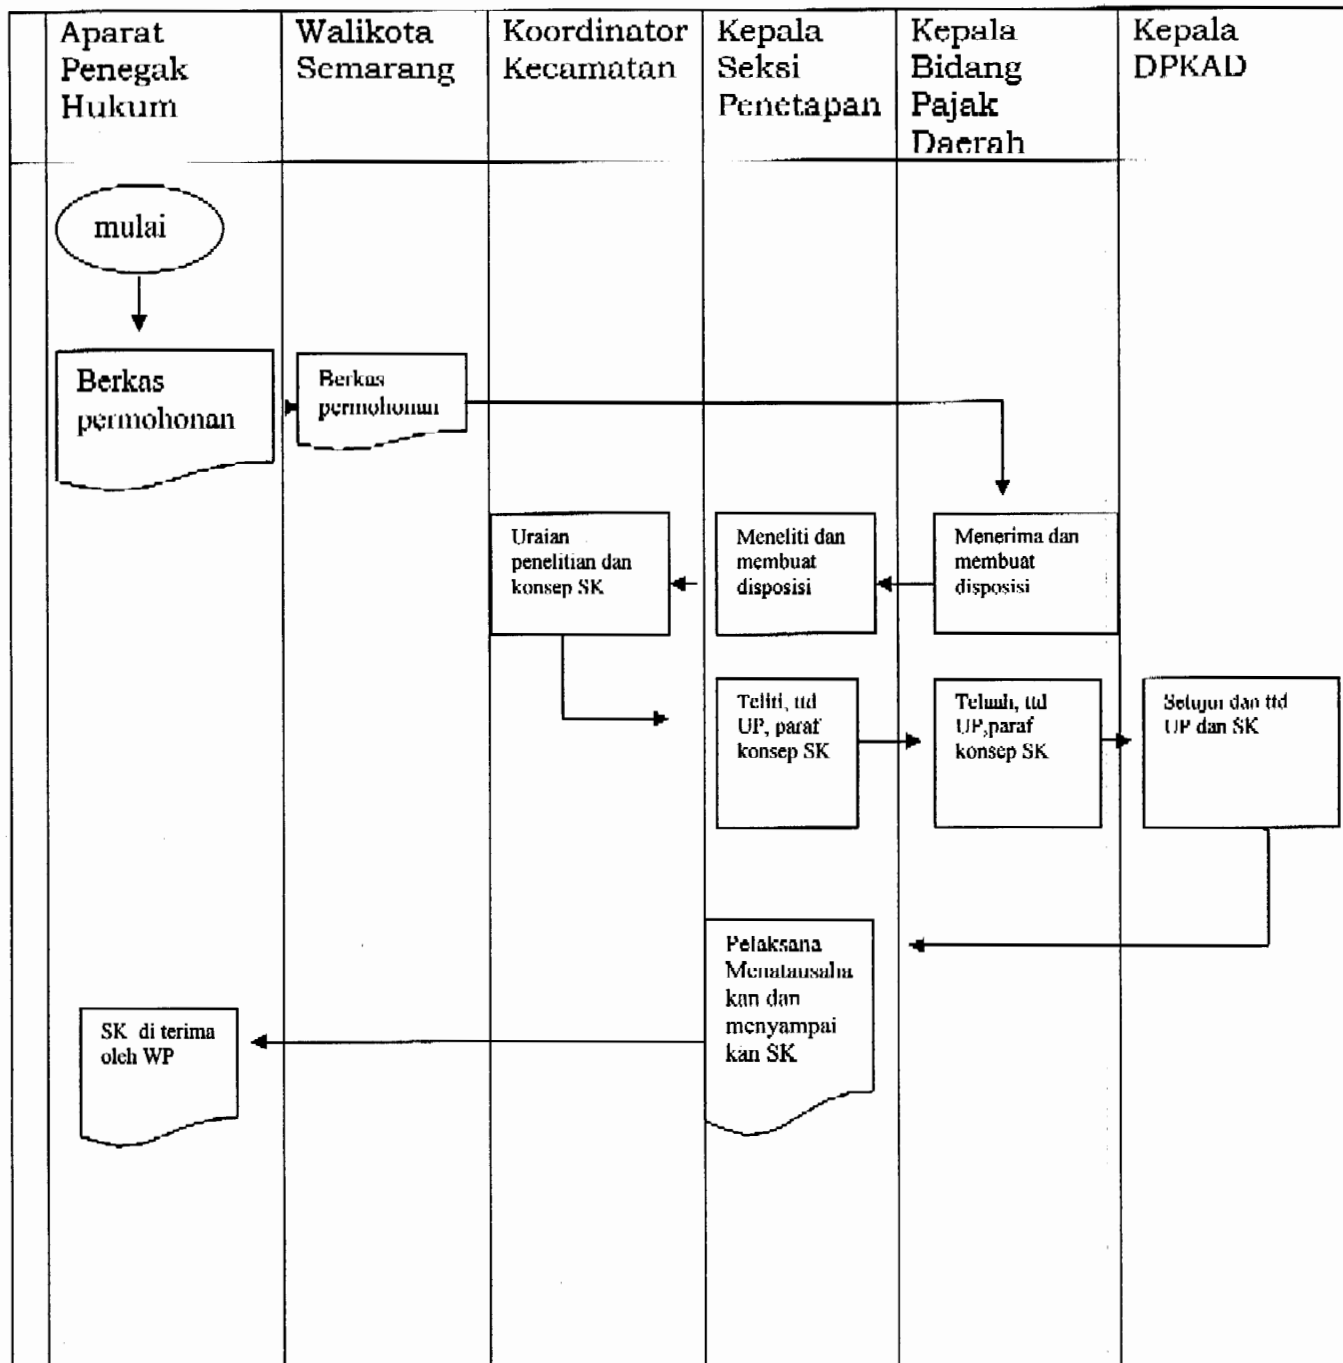 Aparat
Penegak
Hukum
Walikota
Semarang
Koordinator
Kecamatan
Kepala
Seksi
Penetapan
Kepala
Bidang
Pajak
Daerah
Kepala
DPKAD
mulai
Berkas
permohonan
Berkas
permohonan
Uraian
penelitian dan
konsep SK
Meneliti dan
membuat
disposisi
Menerima dan
membuat
disposisi
Teliti, ttd
UP, paraf
konsep SK
Telaah, ttd
UP,paraf
konsep SK
Setujui dan ttd
UP dan SK
Pelaksana
Menatausaha
kan dan
menyampai
kan SK
SK di terima
oleh WP